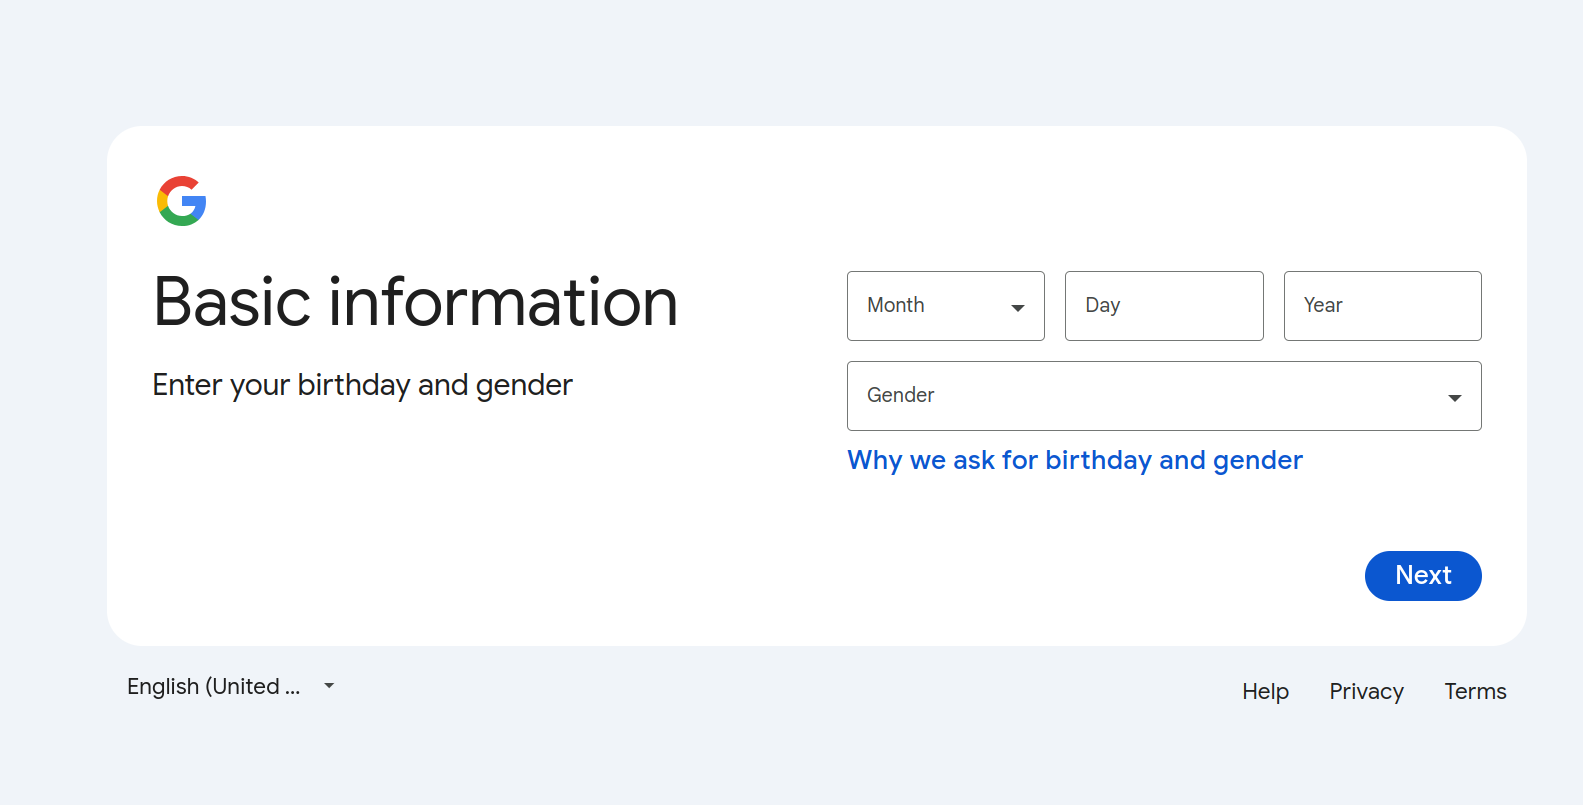 Basic information
Enter your birthday and gender
Month
Day
Year
Gender
Why we ask for birthday and gender
Next
English (United ...
Help
Privacy
Terms